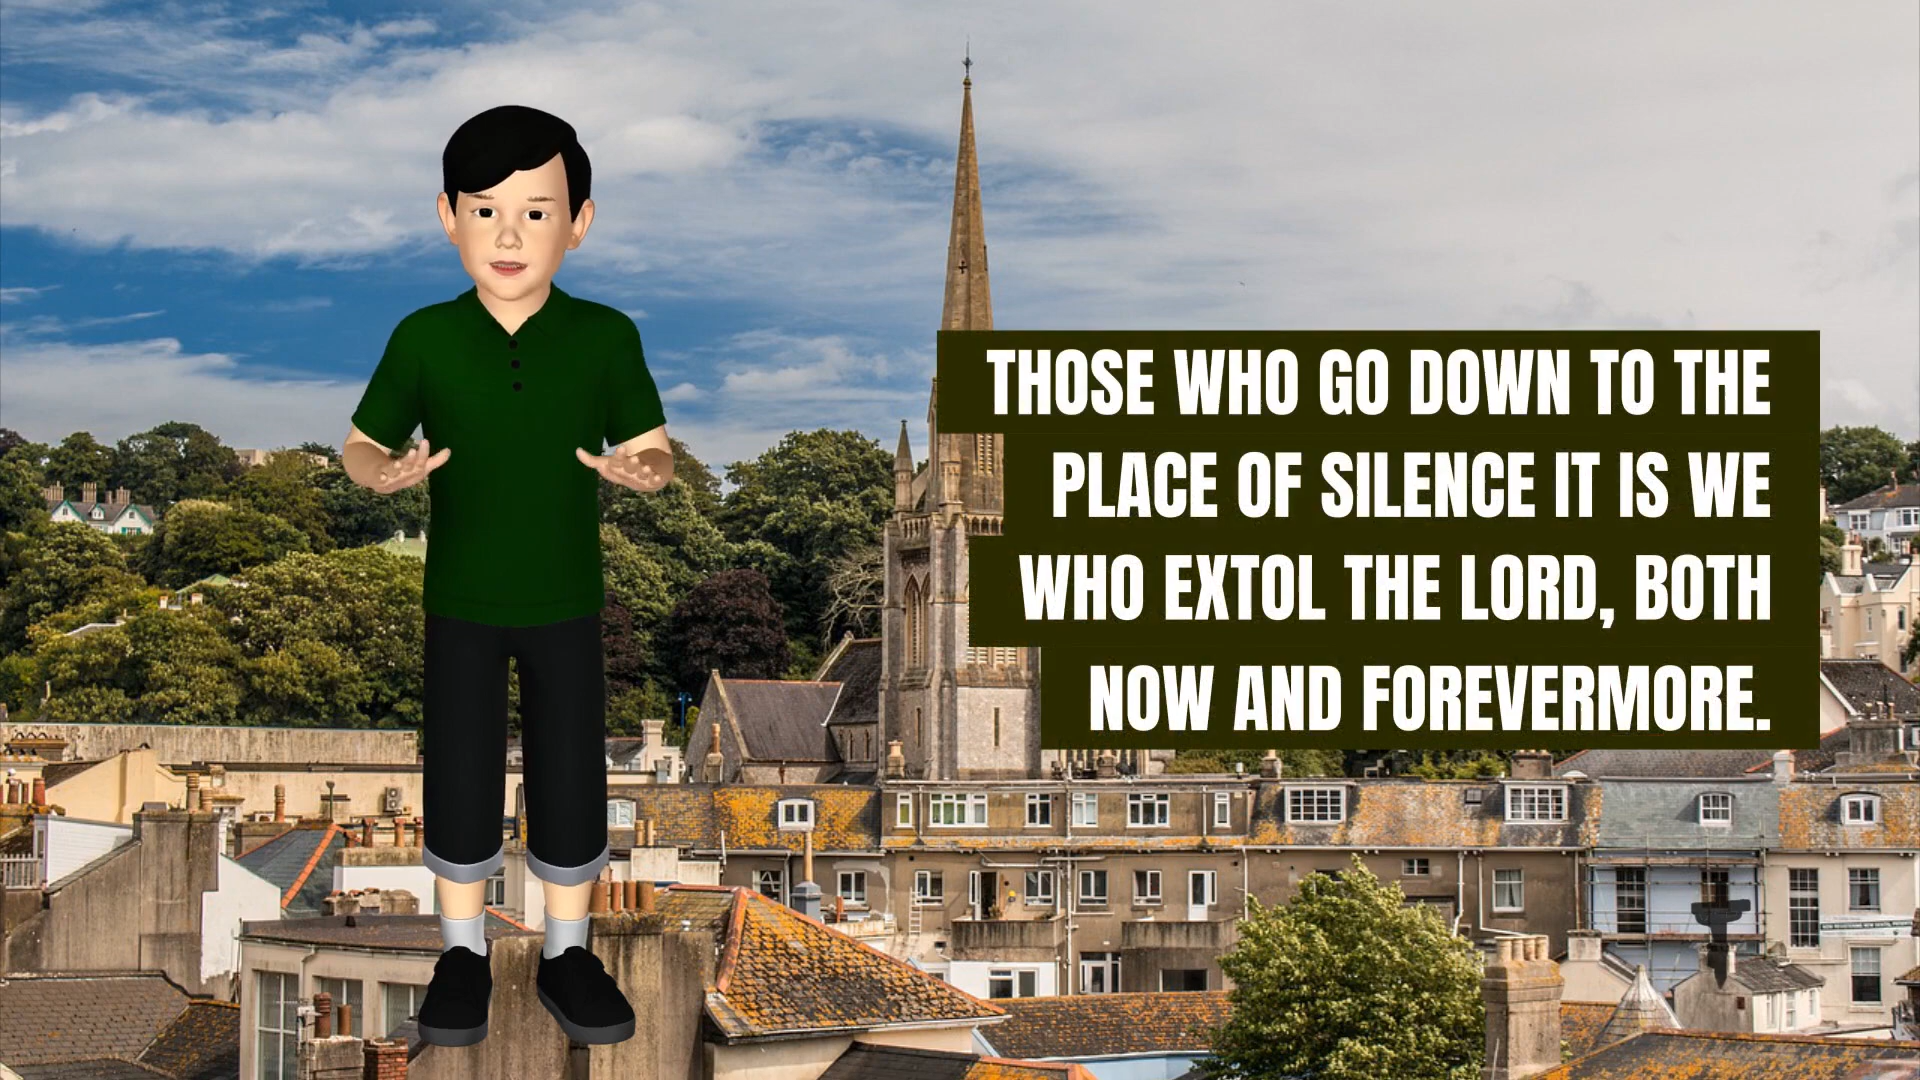 THOSE WHO GO DOWN TO THE
PLACE OF SILENCE IT IS WE
WHO EXTOL THE LORD, BOTH
NOW AND FOREVERMORE.